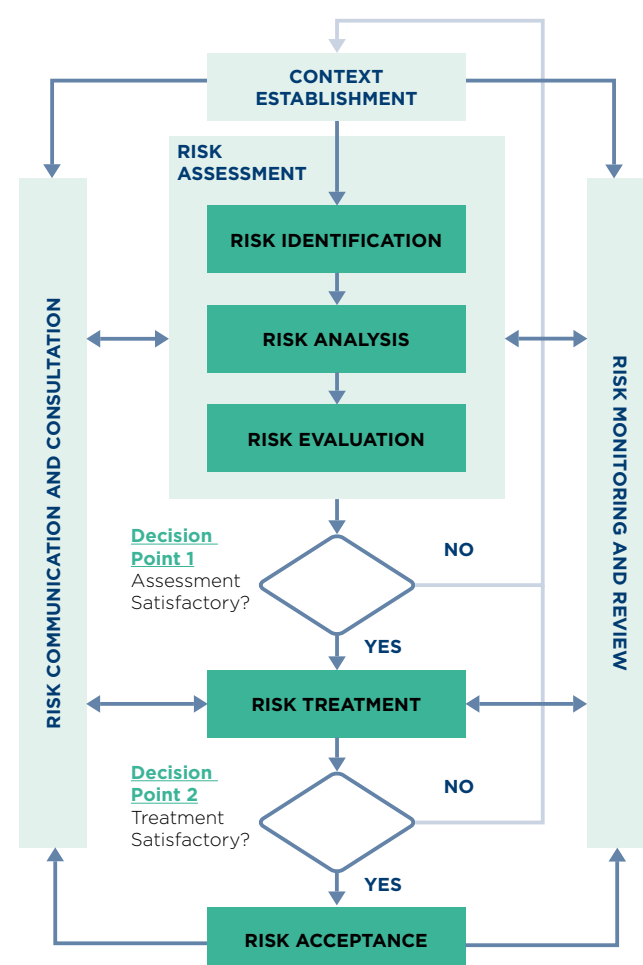 CONTEXT
ESTABLISHMENT
RISK
ASSESSMENT
RISK IDENTIFICATION
RISK ANALYSIS
RISK EVALUATION
RISK COMMUNICATION AND CONSULTATION
RISK MONITORING AND REVIEW
Decision
Point 1
Assessment
Satisfactory?
NO
YES
RISK TREATMENT
Decision
Point 2
Treatment
Satisfactory?
NO
YES
RISK ACCEPTANCE